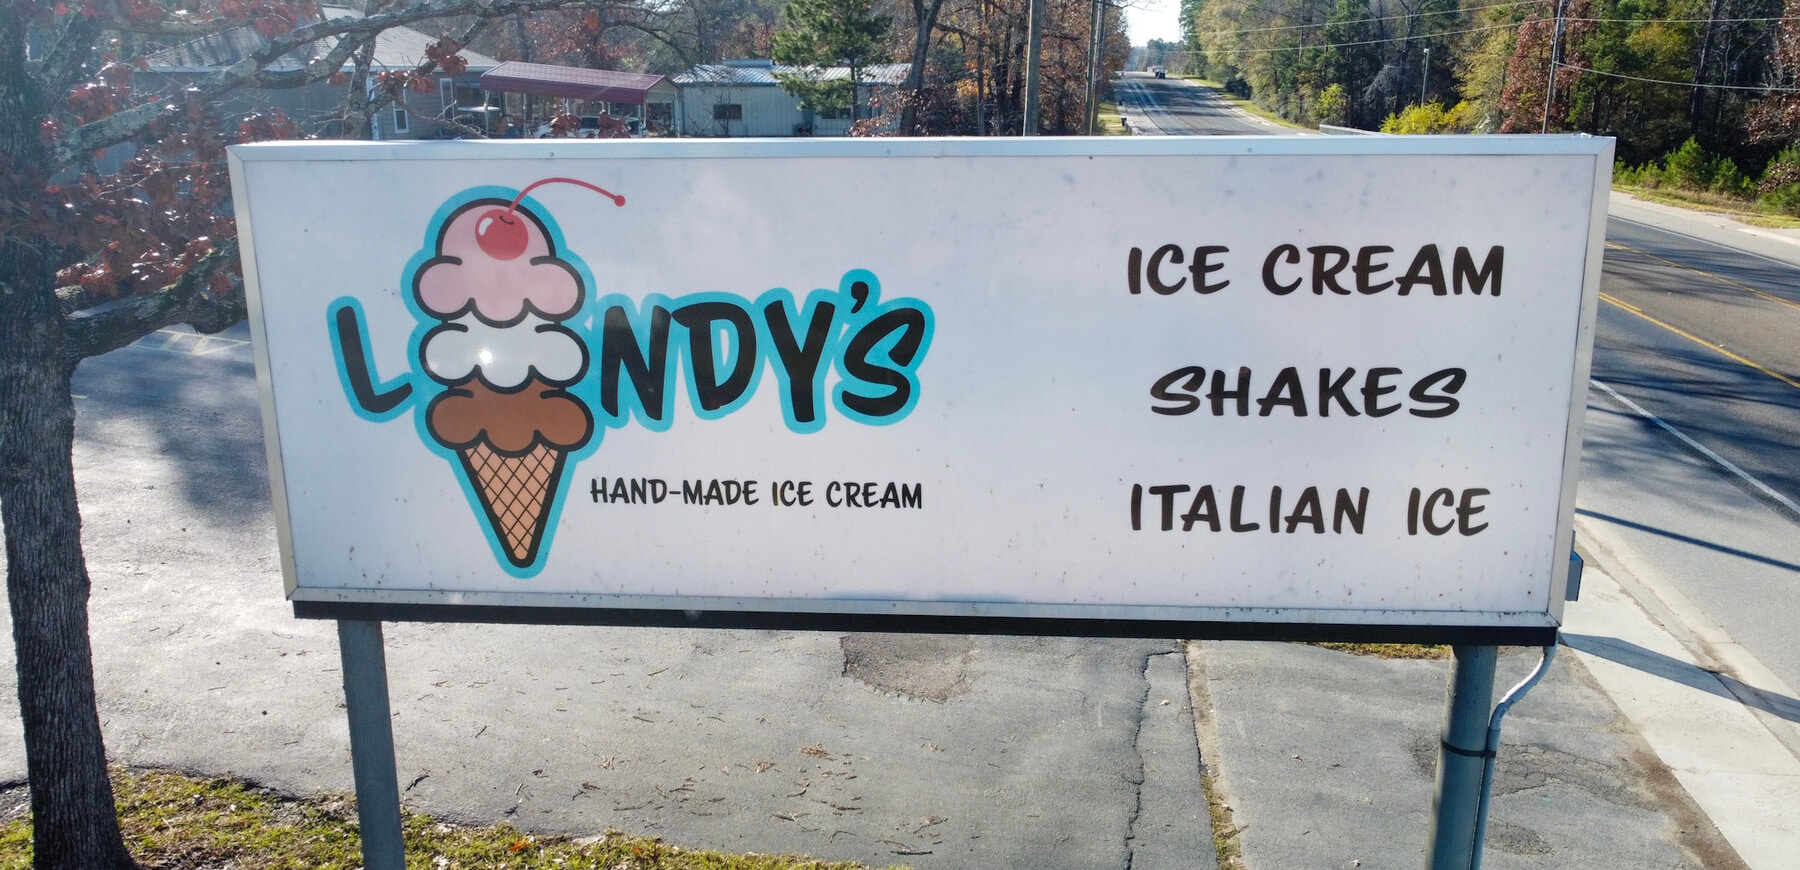 L NDY'S
HAND-MADE ICE CREAM
ICE CREAM
SHAKES
ITALIAN ICE